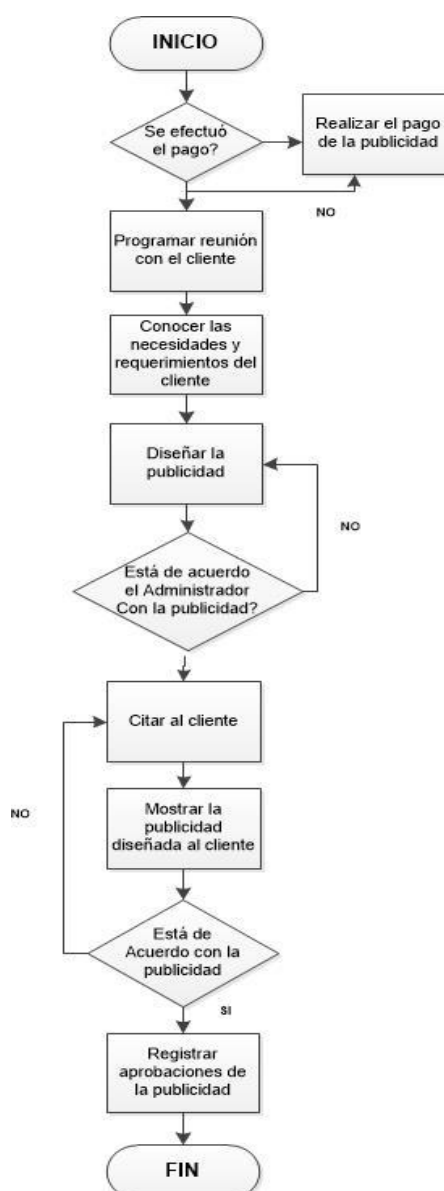 INICIO
Se efectuó
el pago?
Realizar el pago
de la publicidad
NO
Programar reunión
con el cliente
Conocer las
necesidades y
requerimientos del
cliente
Diseñar la
publicidad
NO
Está de acuerdo
el Administrador
Con la publicidad?
Citar al cliente
NO
Mostrar la
publicidad
diseñada al cliente
Está de
Acuerdo con la
publicidad
SI
Registrar
aprobaciones de
la publicidad
FIN